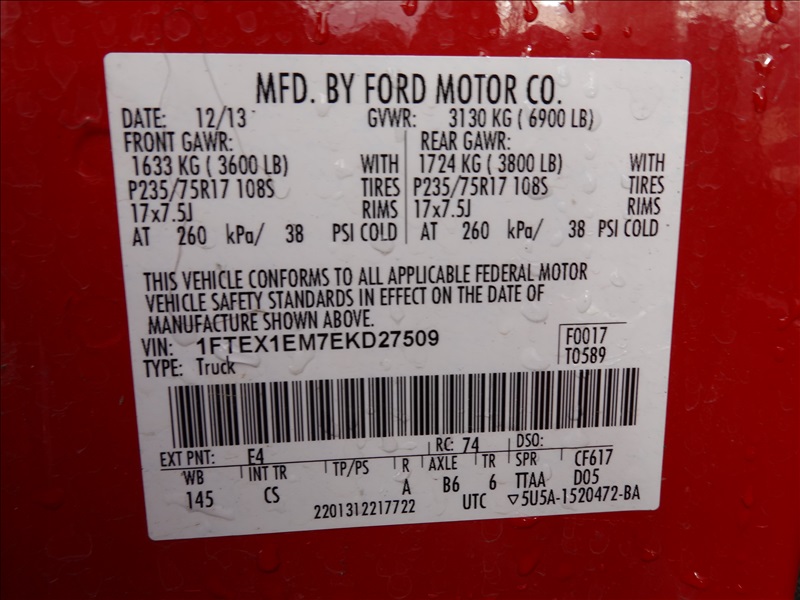 MFD. BY FORD MOTOR CO.
DATE: 12/13 GVWR: 3130 KG ( 6900 LB)
FRONT GAWR: REAR GAWR:
1633 KG ( 3600 LB) WITH 1724 KG ( 3800 LB) WITH
P235/75R17 108S TIRES P235/75R17 108S TIRES
17x7.5J RIMS 17x7.5J RIMS
AT 260 kPa/ 38 PSI COLD AT 260 kPa/ 38 PSI COLD
THIS VEHICLE CONFORMS TO ALL APPLICABLE FEDERAL MOTOR
VEHICLE SAFETY STANDARDS IN EFFECT ON THE DATE OF
MANUFACTURE SHOWN ABOVE.
VIN: 1FTEX1EM7EKD27509 F0017
TYPE: Truck T0589
EXT PNT: E4 RC: 74 DSO:
WB INT TR TP/PS R AXLE TR SPR CF617
145 CS A B6 6 TTAA D05
2201312217722 UTC ▽5U5A-1520472-BA